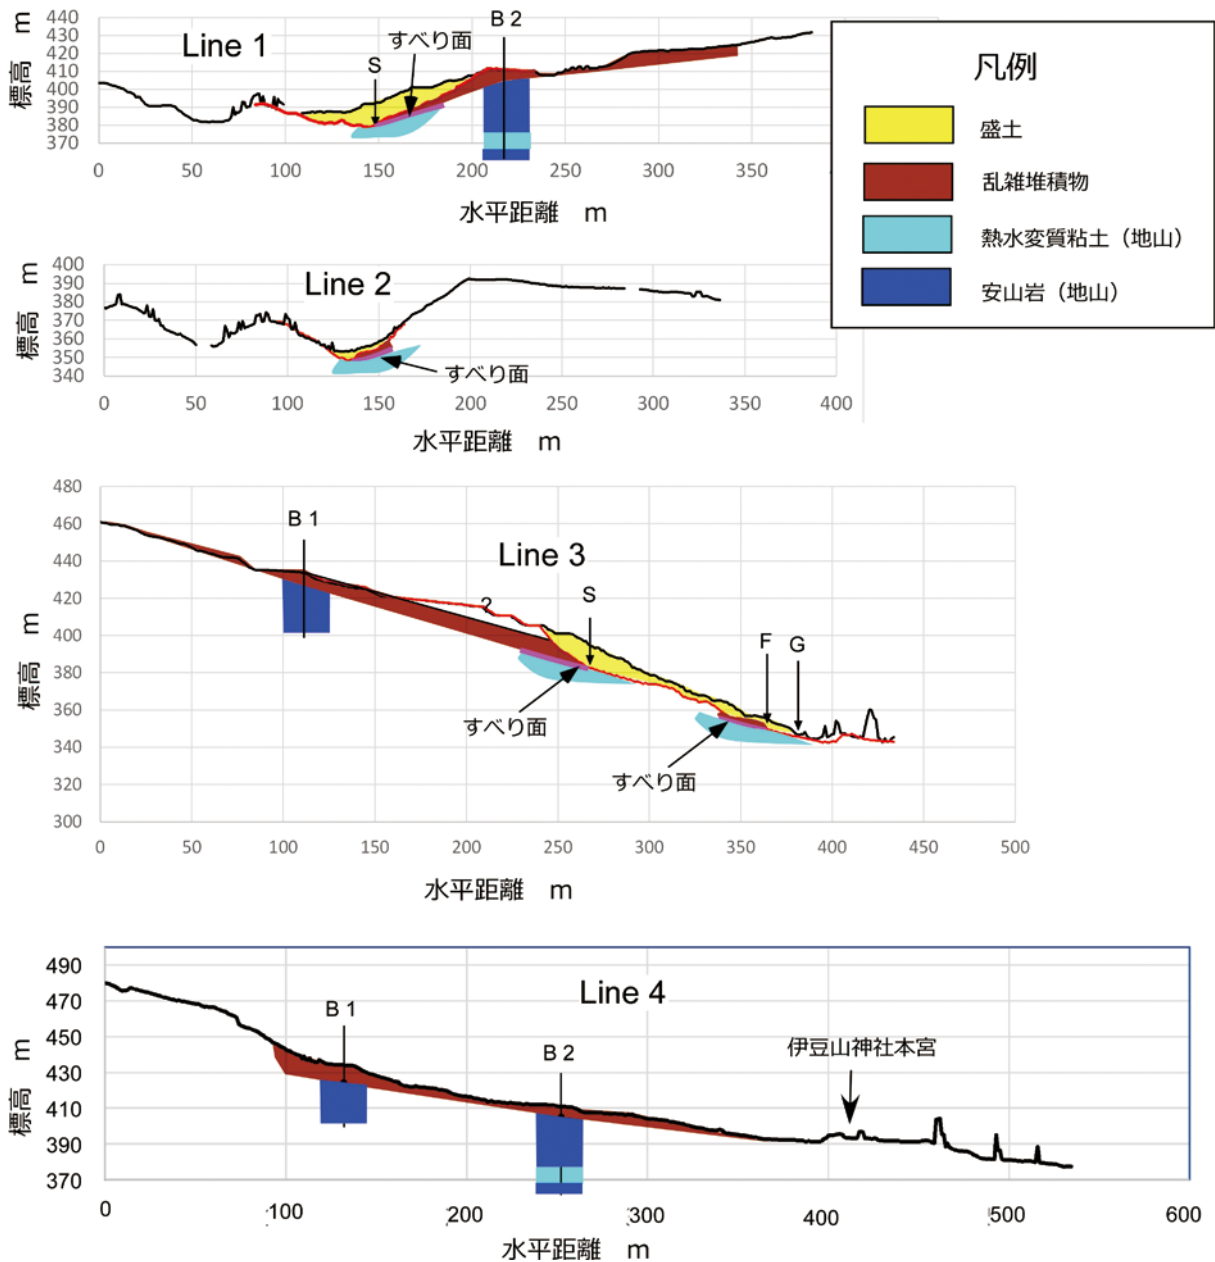 Line 1
すべり面
S
B 2
標高 m
440
430
420
410
400
390
380
370
0 50 100 150 200 250 300 350
水平距離 m
凡例
盛土
乱雑堆積物
熱水変質粘土（地山）
安山岩（地山）
Line 2
すべり面
標高 m
400
390
380
370
360
350
340
0 50 100 150 200 250 300 350 400
水平距離 m
Line 3
B 1
?
S
F
G
すべり面
すべり面
標高 m
480
460
440
420
400
380
360
340
320
300
0 50 100 150 200 250 300 350 400 450 500
水平距離 m
Line 4
B 1
B 2
伊豆山神社本宮
標高 m
490
470
450
430
410
390
370
0 100 200 300 400 500 600
水平距離 m